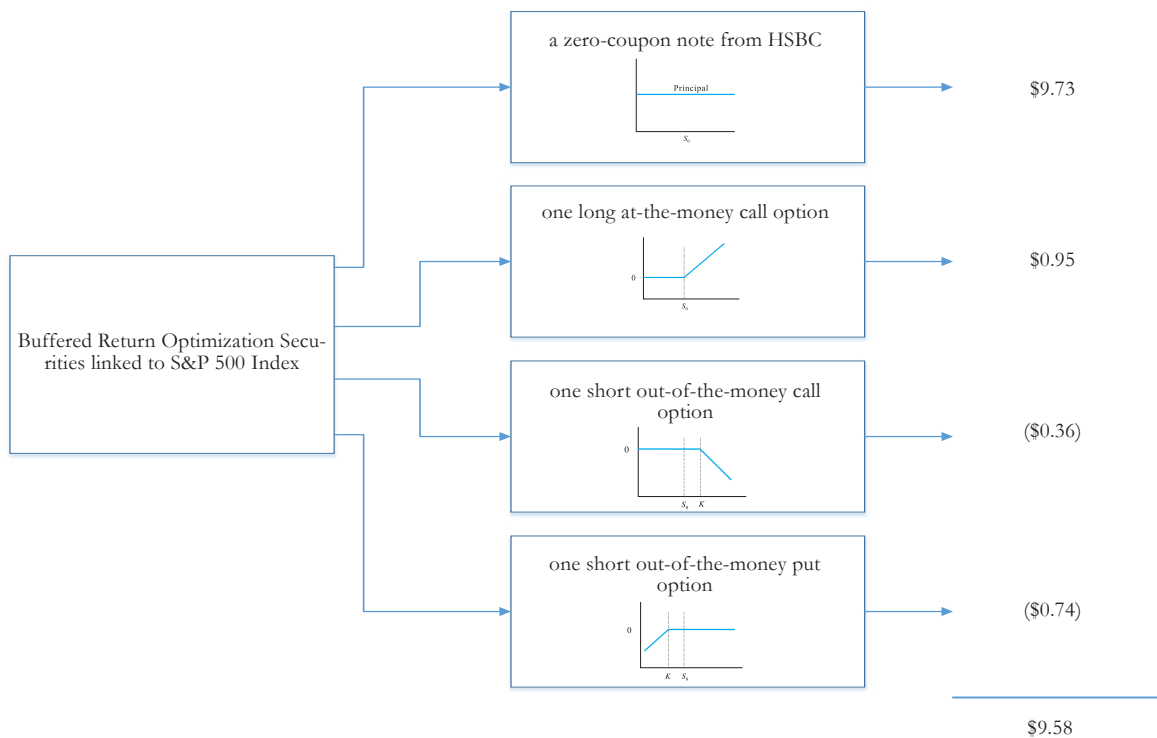 a zero-coupon note from HSBC
Principal
S₀
$9.73
one long at-the-money call option
0
S₀
$0.95
Buffered Return Optimization Secu-
rities linked to S&P 500 Index
one short out-of-the-money call
option
0
S₀ K
($0.36)
one short out-of-the-money put
option
0
K S₀
($0.74)
$9.58